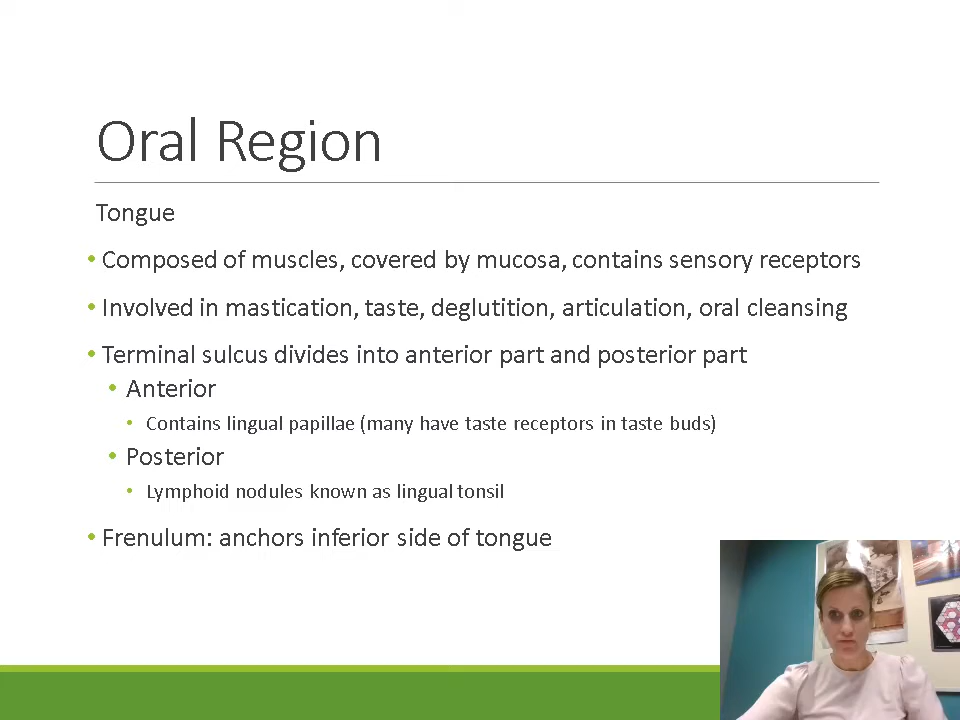 Oral Region
Tongue
• Composed of muscles, covered by mucosa, contains sensory receptors
• Involved in mastication, taste, deglutition, articulation, oral cleansing
• Terminal sulcus divides into anterior part and posterior part
• Anterior
• Contains lingual papillae (many have taste receptors in taste buds)
• Posterior
• Lymphoid nodules known as lingual tonsil
• Frenulum: anchors inferior side of tongue